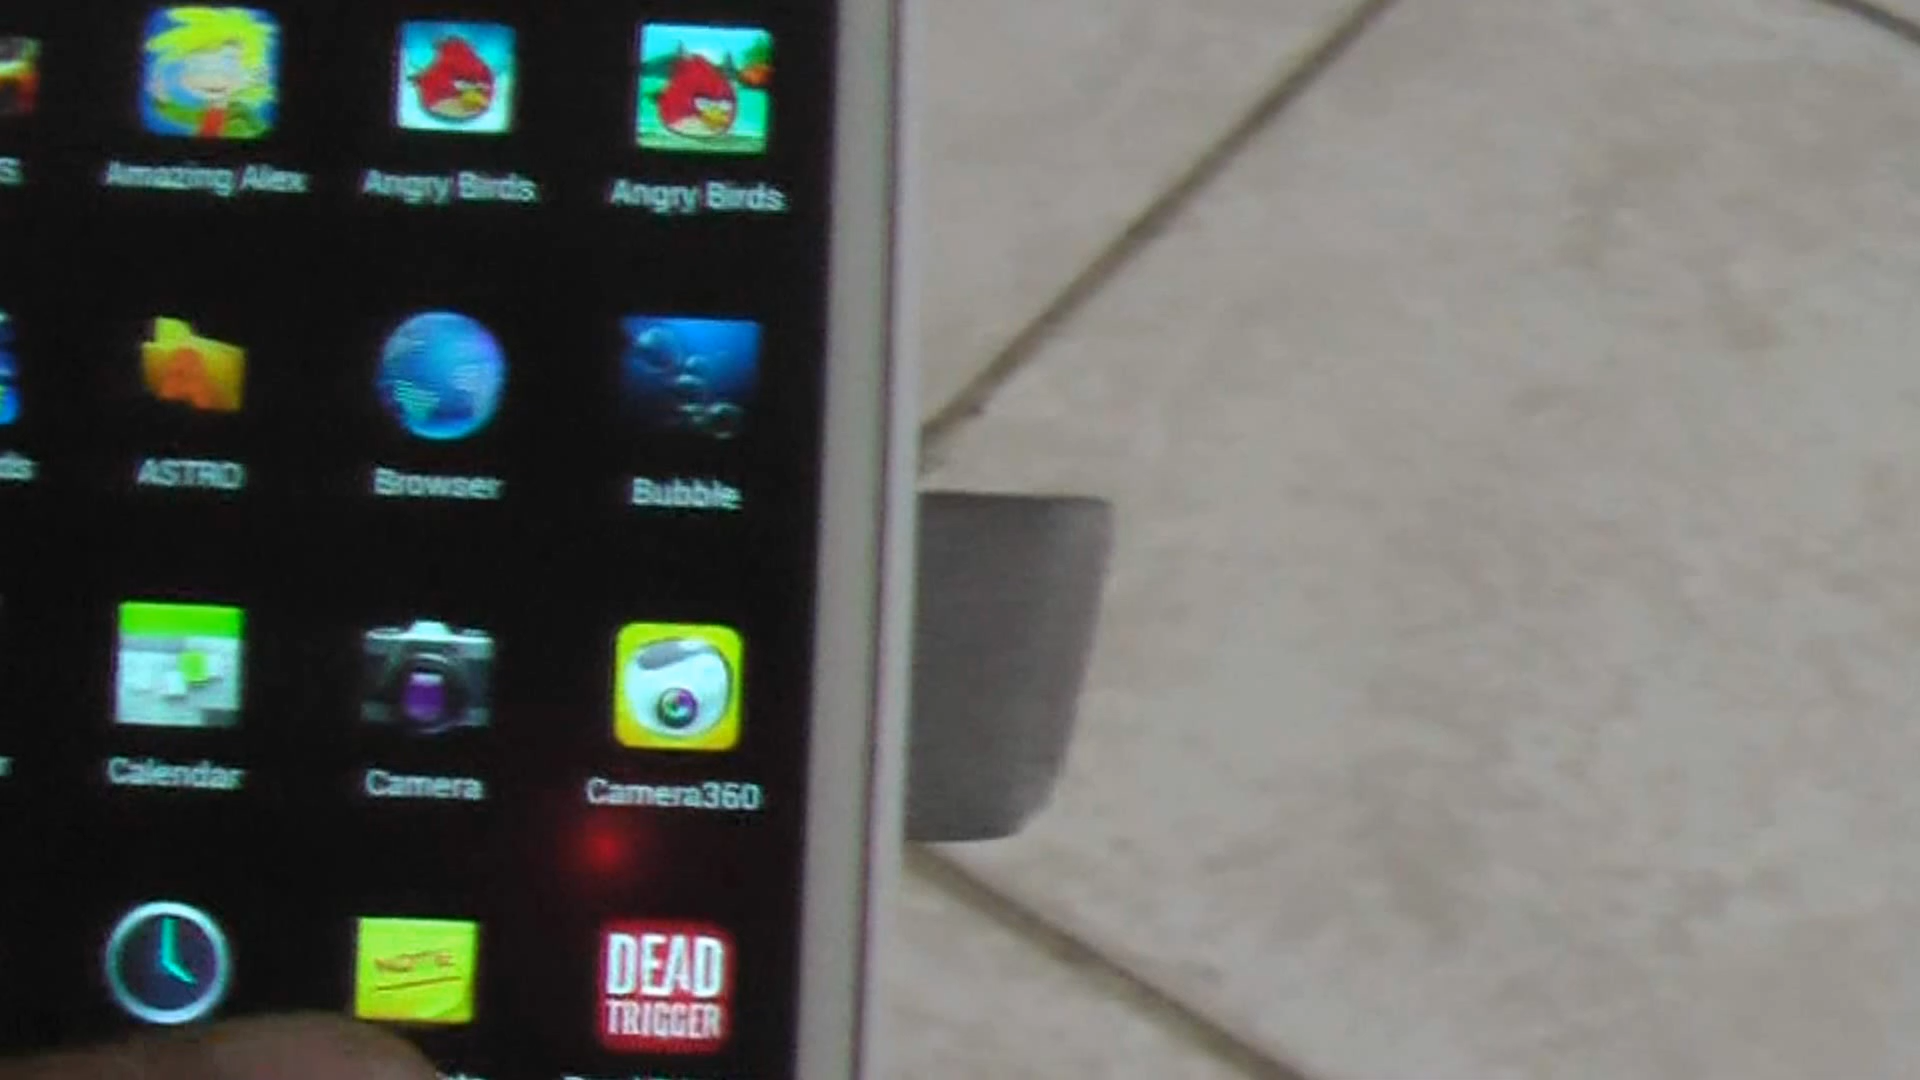 Amazing Alex
Angry Birds
Angry Birds
ASTRO
Browser
Bubble
Calendar
Camera
Camera360
NOTE
DEAD
TRIGGER